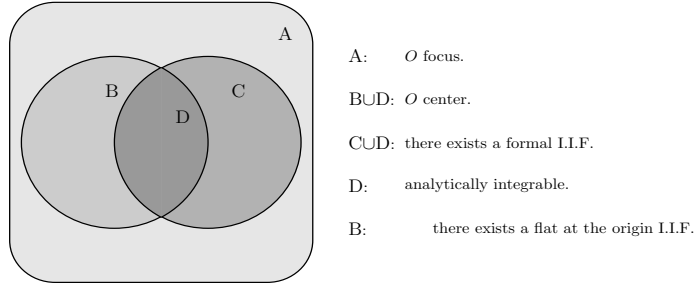 A
B
C
D
A: O focus.
B∪D: O center.
C∪D: there exists a formal I.I.F.
D: analytically integrable.
B: there exists a flat at the origin I.I.F.